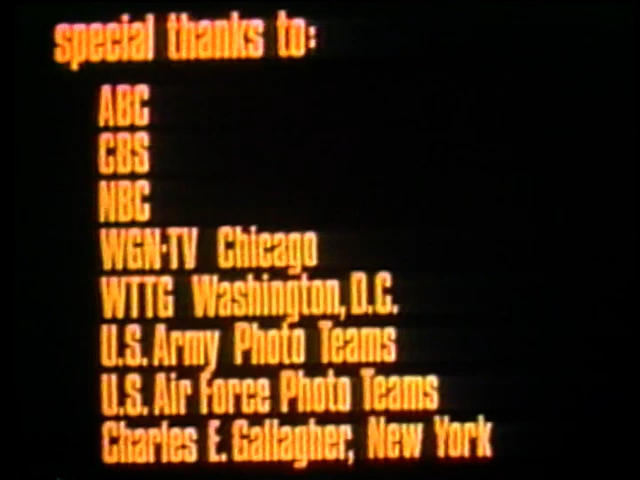 special thanks to:
ABC
CBS
NBC
WGN-TV Chicago
WTTG Washington, D.C.
U.S. Army Photo Teams
U.S. Air Force Photo Teams
Charles E. Gallagher, New York